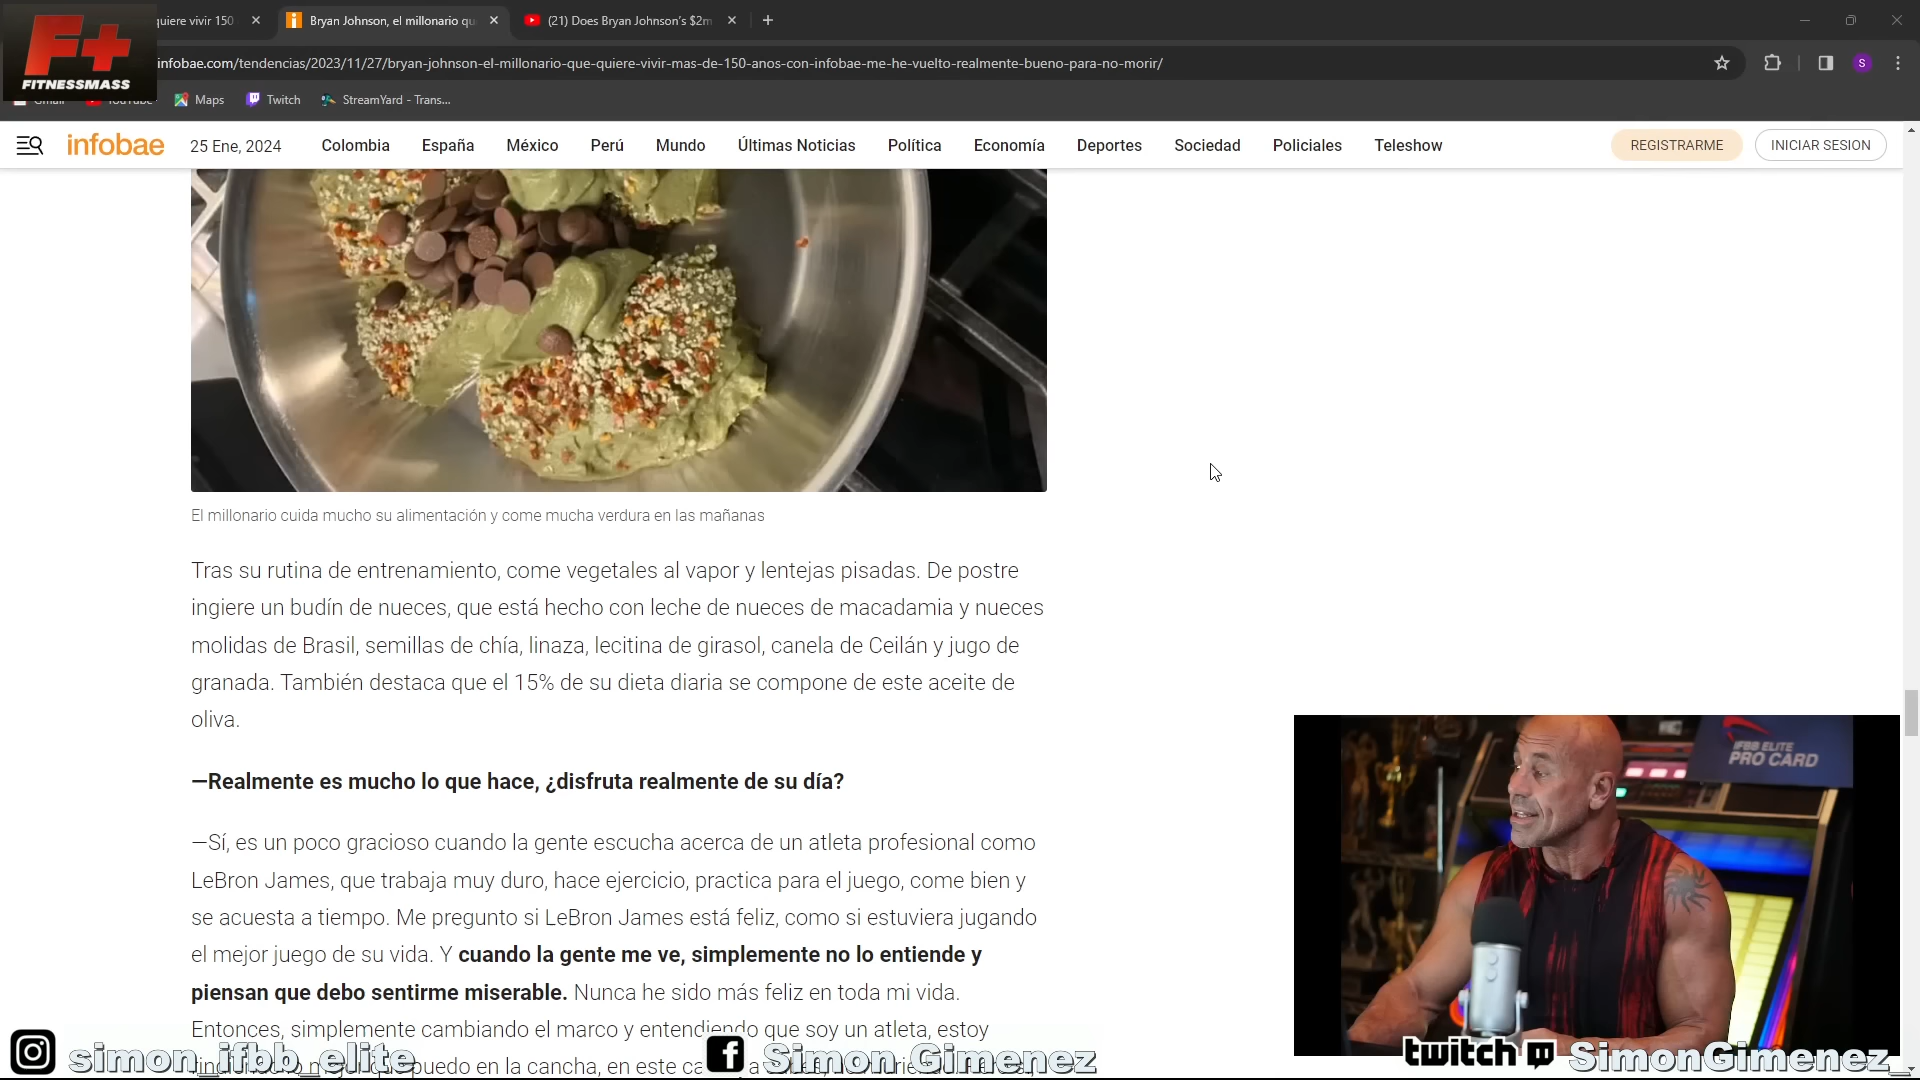 quiere vivir 150
Bryan Johnson, el millonario qu
(21) Does Bryan Johnson's $2m
F+
FITNESSMASS
infobae.com/tendencias/2023/11/27/bryan-johnson-el-millonario-que-quiere-vivir-mas-de-150-anos-con-infobae-me-he-vuelto-realmente-bueno-para-no-morir/
S
Gmail
YouTube
Maps
Twitch
StreamYard - Trans...
infobae
25 Ene, 2024
Colombia
España
México
Perú
Mundo
Últimas Noticias
Política
Economía
Deportes
Sociedad
Policiales
Teleshow
REGISTRARME
INICIAR SESION
El millonario cuida mucho su alimentación y come mucha verdura en las mañanas
Tras su rutina de entrenamiento, come vegetales al vapor y lentejas pisadas. De postre
ingiere un budín de nueces, que está hecho con leche de nueces de macadamia y nueces
molidas de Brasil, semillas de chía, linaza, lecitina de girasol, canela de Ceilán y jugo de
granada. También destaca que el 15% de su dieta diaria se compone de este aceite de
oliva.
—Realmente es mucho lo que hace, ¿disfruta realmente de su día?
—Sí, es un poco gracioso cuando la gente escucha acerca de un atleta profesional como
LeBron James, que trabaja muy duro, hace ejercicio, practica para el juego, come bien y
se acuesta a tiempo. Me pregunto si LeBron James está feliz, como si estuviera jugando
el mejor juego de su vida. Y cuando la gente me ve, simplemente no lo entiende y
piensan que debo sentirme miserable. Nunca he sido más feliz en toda mi vida.
Entonces, simplemente cambiando el marco y entendiendo que soy un atleta, estoy
puedo en la cancha, en este
IFBB ELITE
PRO CARD
simon_ifbb_elite
Simon Gimenez
twitch
SimonGimenez_